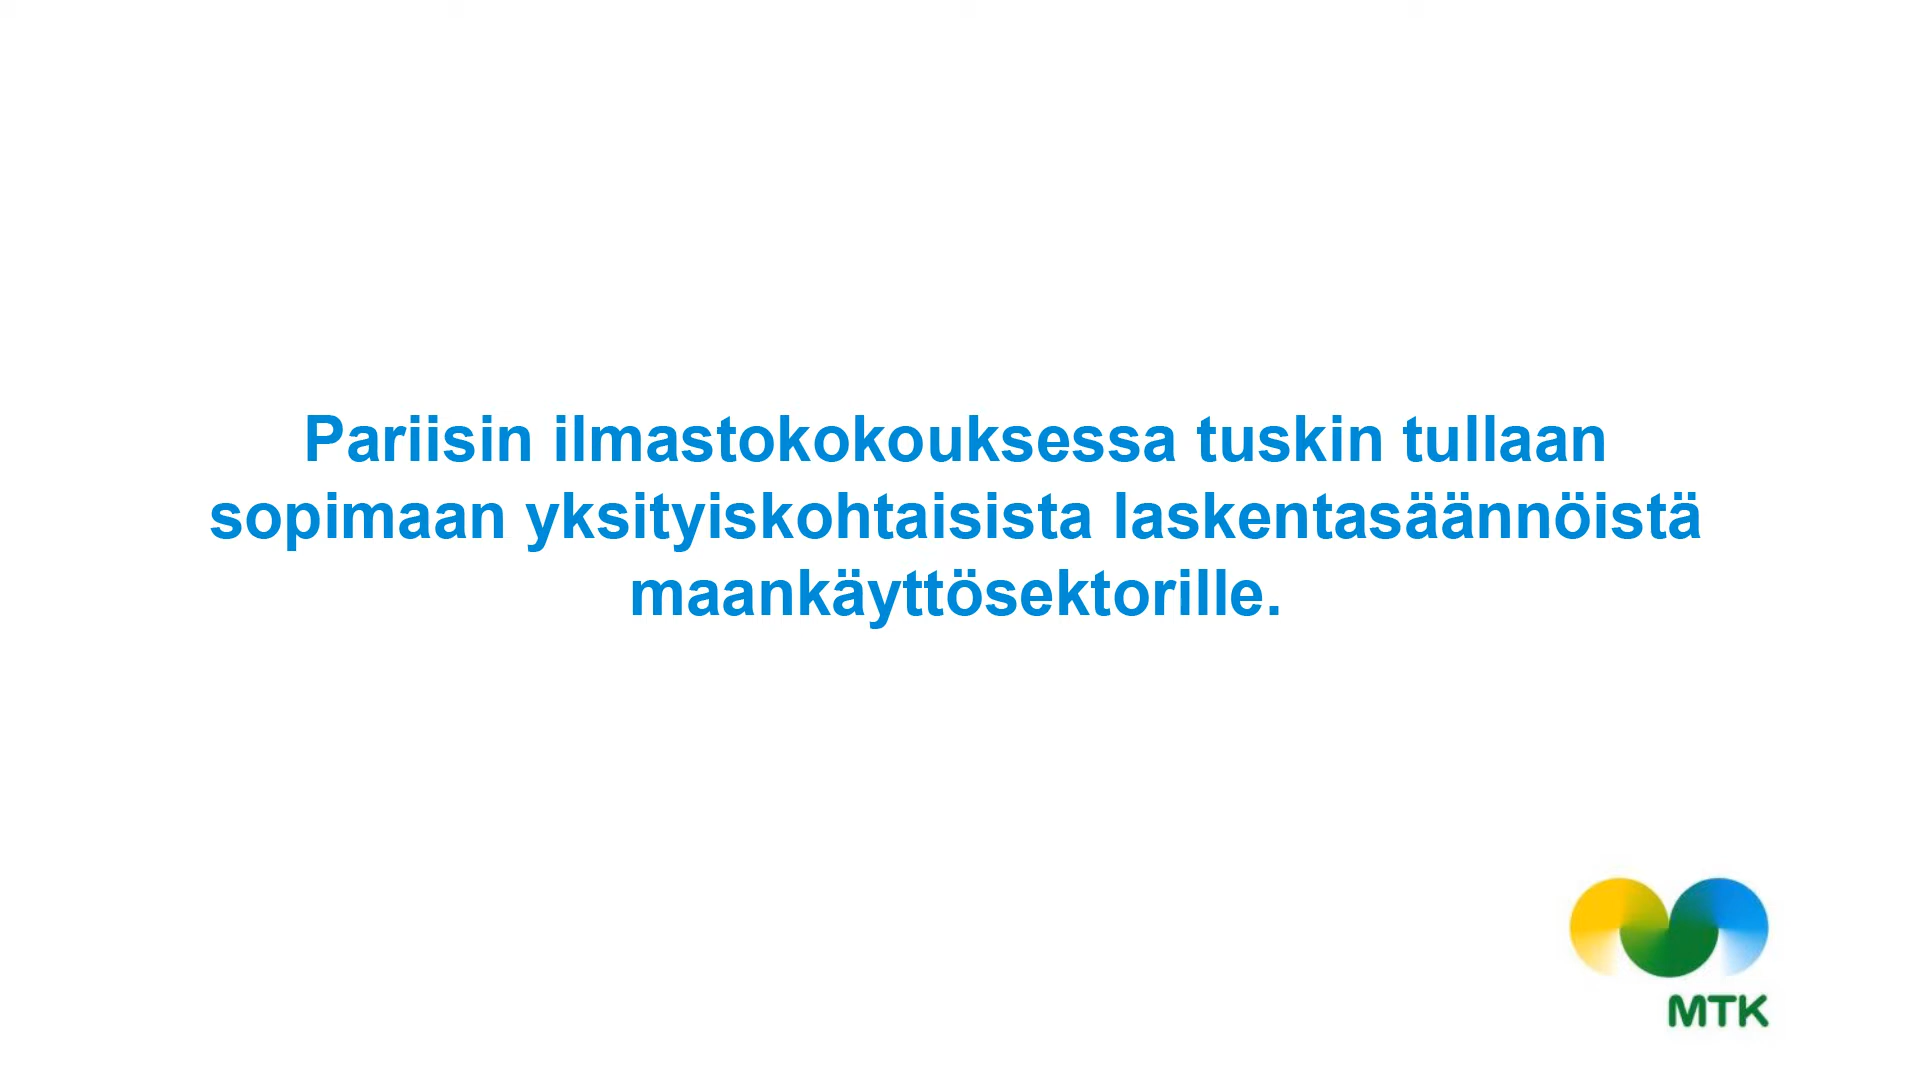 Pariisin ilmastokokouksessa tuskin tullaan
sopimaan yksityiskohtaisista laskentasäännöistä
maankäyttösektorille.
MTK